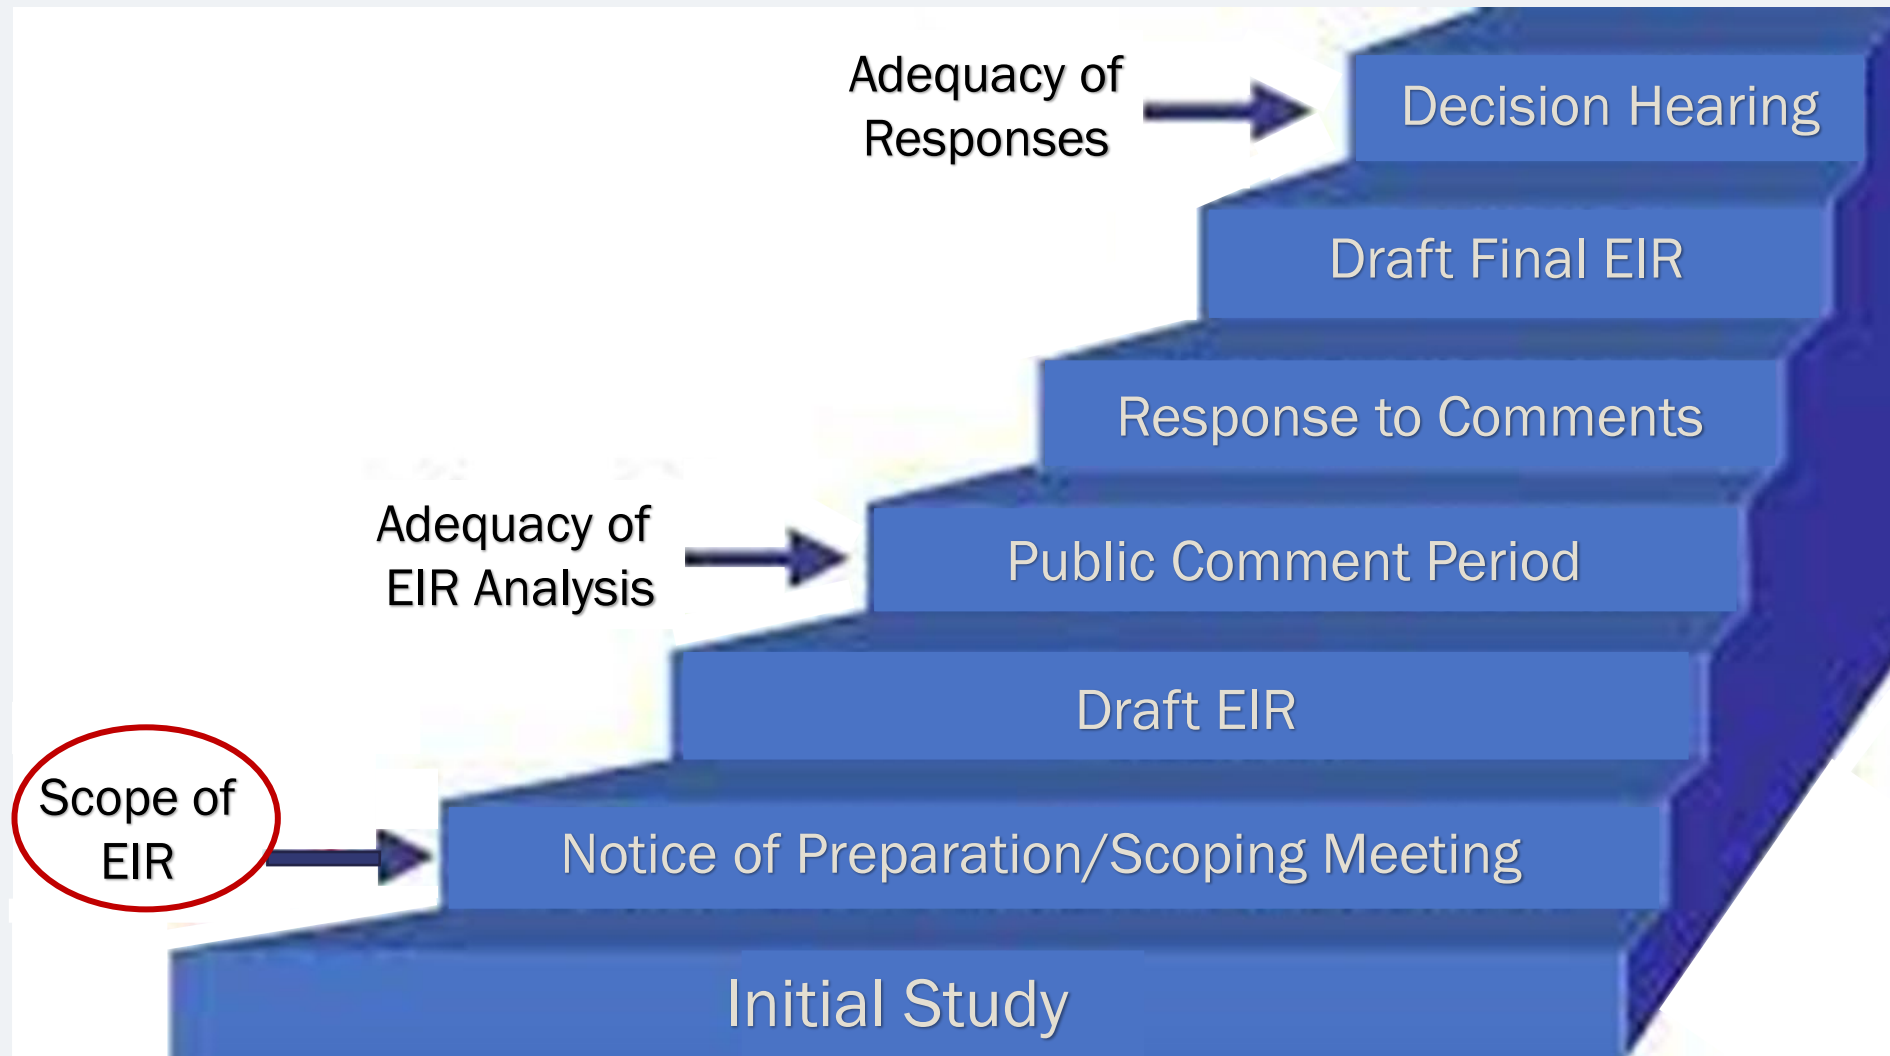 Adequacy of
Responses
Decision Hearing
Draft Final EIR
Response to Comments
Adequacy of
EIR Analysis
Public Comment Period
Draft EIR
Scope of
EIR
Notice of Preparation/Scoping Meeting
Initial Study